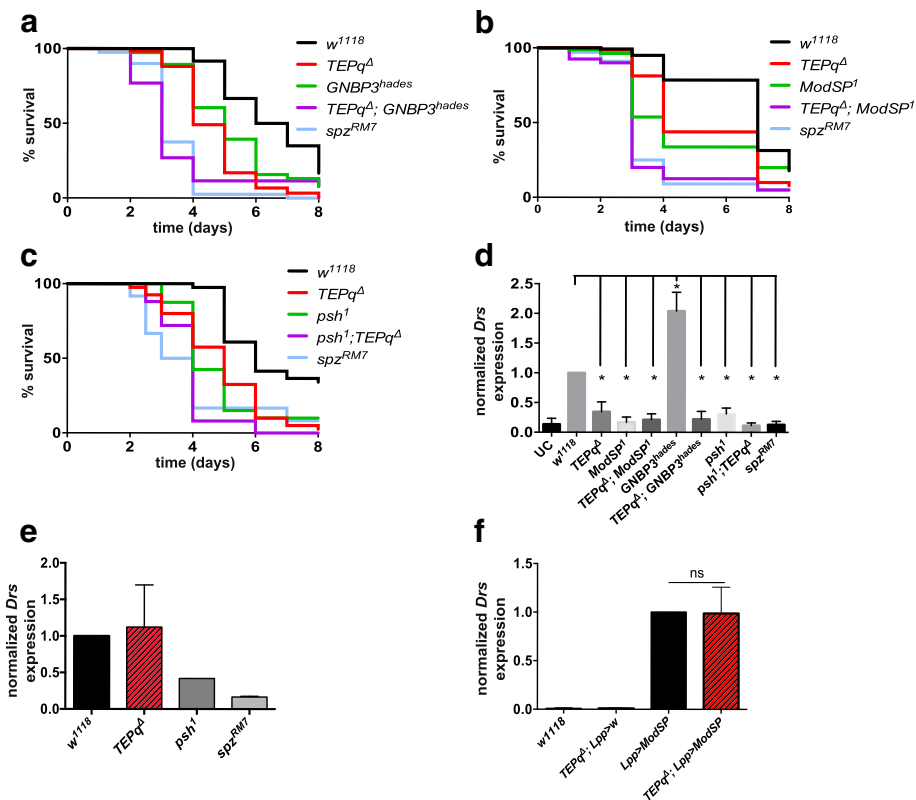 a
% survival
100
50
0
0 2 4 6 8
time (days)
w1118
TEPqΔ
GNBP3hades
TEPqΔ; GNBP3hades
spzRM7
b
% survival
100
50
0
0 2 4 6 8
time (days)
w1118
TEPqΔ
ModSP1
TEPqΔ; ModSP1
spzRM7
c
% survival
100
50
0
0 2 4 6 8
time (days)
w1118
TEPqΔ
psh1
psh1;TEPqΔ
spzRM7
d
normalized Drs
expression
2.5
2.0
1.5
1.0
0.5
0.0
*
* * * * * * *
UC
w1118
TEPqΔ
ModSP1
TEPqΔ; ModSP1
GNBP3hades
TEPqΔ; GNBP3hades
psh1
psh1;TEPqΔ
spzRM7
e
normalized Drs
expression
2.0
1.5
1.0
0.5
0.0
w1118
TEPqΔ
psh1
spzRM7
f
normalized Drs
expression
1.5
1.0
0.5
0.0
ns
w1118
TEPqΔ; Lpp>w
Lpp>ModSP
TEPqΔ; Lpp>ModSP